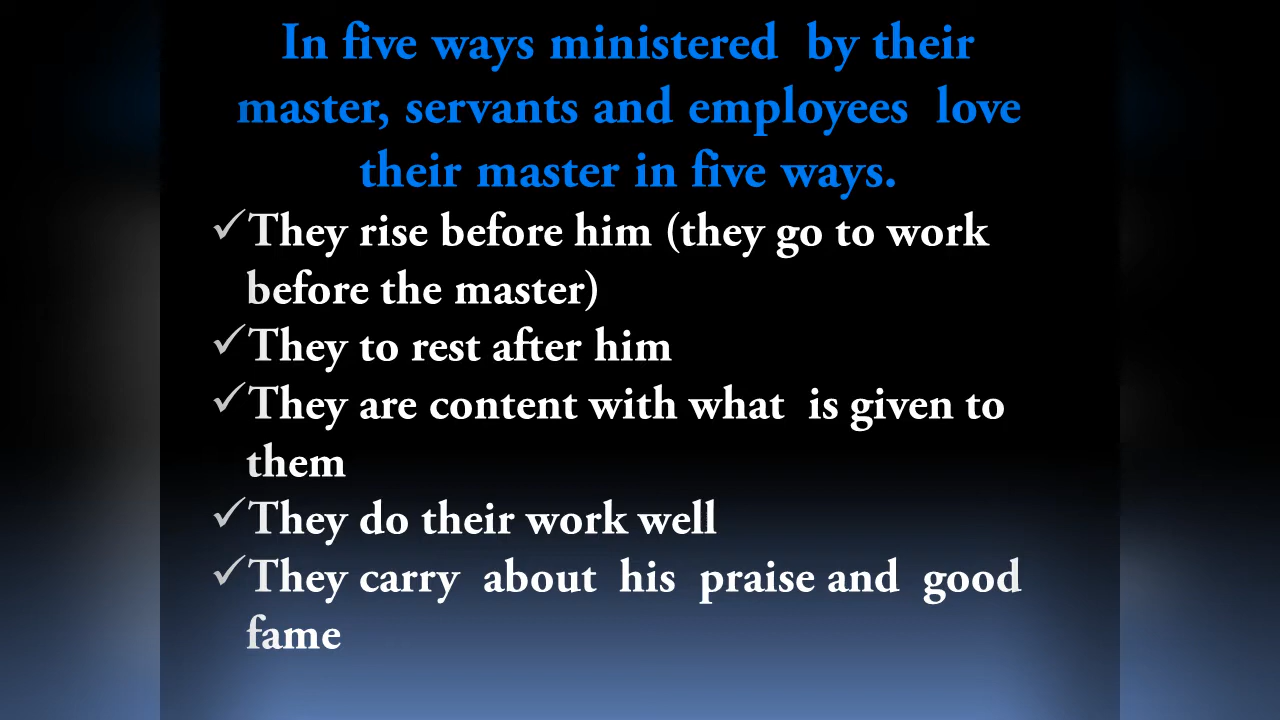 In five ways ministered  by their
master, servants and employees  love
their master in five ways.
✓They rise before him (they go to work
before the master)
✓They to rest after him
✓They are content with what  is given to
them
✓They do their work well
✓They carry  about  his  praise and  good
fame